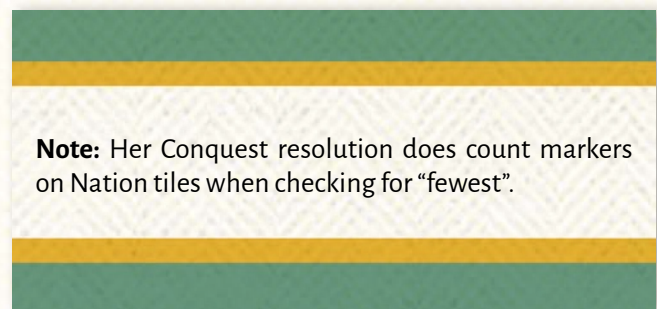 Note: Her Conquest resolution does count markers
on Nation tiles when checking for “fewest”.